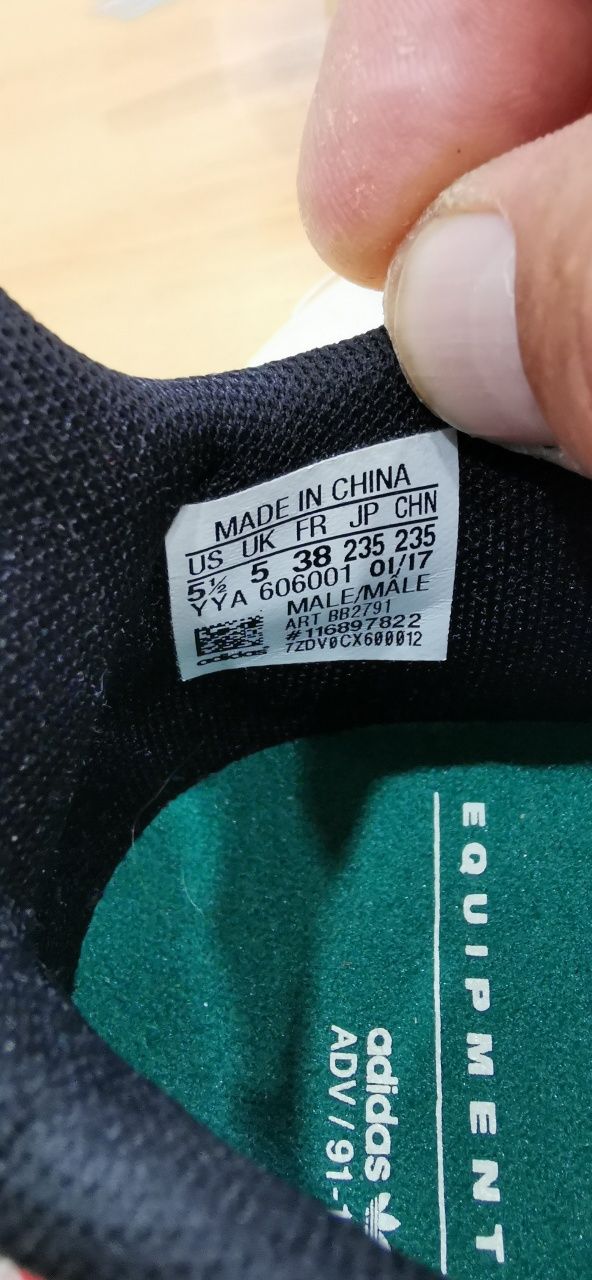 MADE IN CHINA
US UK FR JP CHN
5½ 5 38 235 235
YYA 606001 01/17
MALE/MÂLE
ART BB2791
#116897822
7ZDV0CX600012
adidas
EQUIPMENT
adidas
ADV / 91-